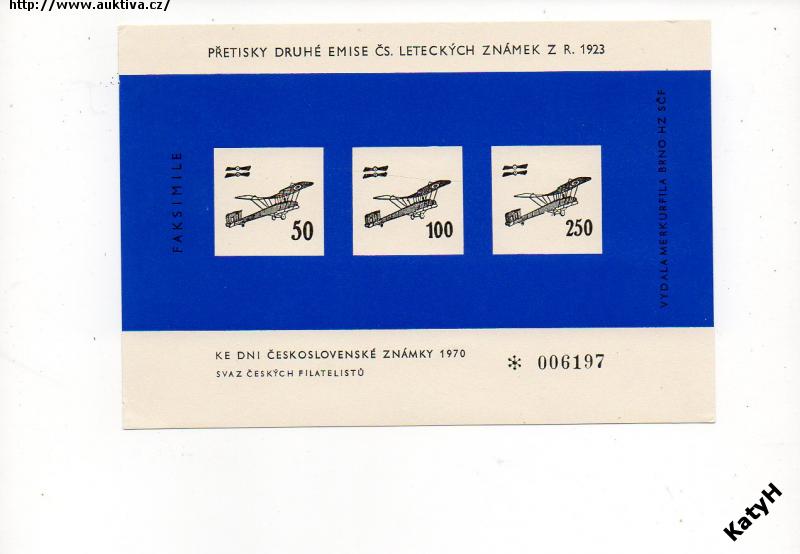 http://www.auktiva.cz/
PŘETISKY DRUHÉ EMISE ČS. LETECKÝCH ZNÁMEK Z R. 1923
FAKSIMILE
50
100
250
VYDALA MERKURFILA BRNO HZ SČF
KE DNI ČESKOSLOVENSKÉ ZNÁMKY 1970
SVAZ ČESKÝCH FILATELISTŮ
* 006197
KatyH